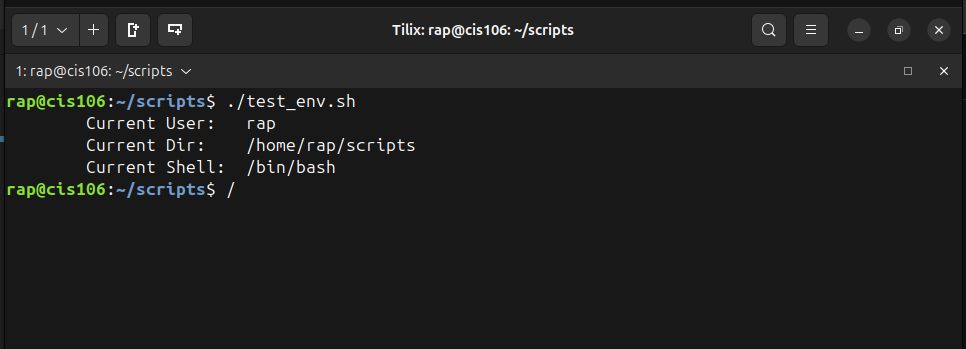 1 / 1
Tilix: rap@cis106: ~/scripts
1: rap@cis106: ~/scripts
rap@cis106:~/scripts$ ./test_env.sh
        Current User:   rap
        Current Dir:    /home/rap/scripts
        Current Shell:  /bin/bash
rap@cis106:~/scripts$ /